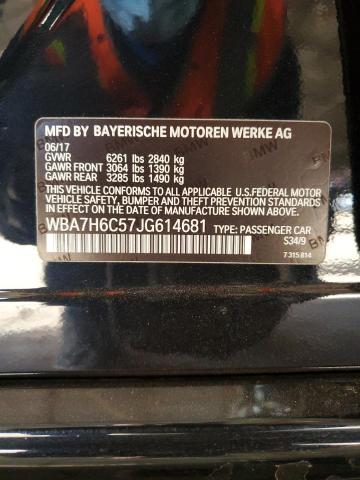 MFD BY BAYERISCHE MOTOREN WERKE AG
06/17
GVWR 6261 lbs 2840 kg
GAWR FRONT 3064 lbs 1390 kg
GAWR REAR 3285 lbs 1490 kg
THIS VEHICLE CONFORMS TO ALL APPLICABLE U.S.FEDERAL MOTOR
VEHICLE SAFETY, BUMPER AND THEFT PREVENTION STANDARDS
IN EFFECT ON THE DATE OF MANUFACTURE SHOWN ABOVE.
WBA7H6C57JG614681 TYPE: PASSENGER CAR
S34/9
7 315 814